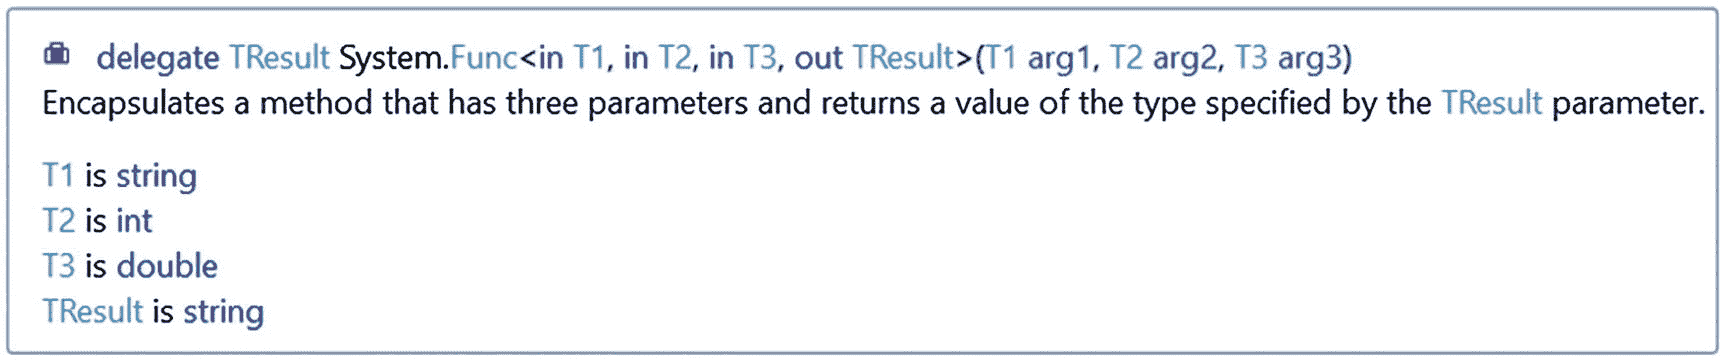 delegate TResult System.Func<in T1, in T2, in T3, out TResult>(T1 arg1, T2 arg2, T3 arg3)
Encapsulates a method that has three parameters and returns a value of the type specified by the TResult parameter.
T1 is string
T2 is int
T3 is double
TResult is string